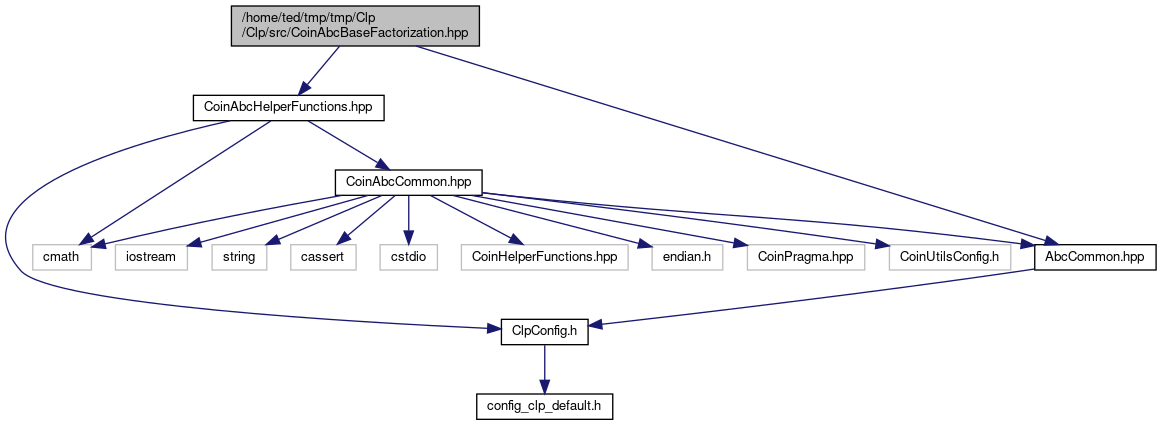 /home/ted/tmp/tmp/Clp
/Clp/src/CoinAbcBaseFactorization.hpp
CoinAbcHelperFunctions.hpp
CoinAbcCommon.hpp
cmath
iostream
string
cassert
cstdio
CoinHelperFunctions.hpp
endian.h
CoinPragma.hpp
CoinUtilsConfig.h
AbcCommon.hpp
ClpConfig.h
config_clp_default.h